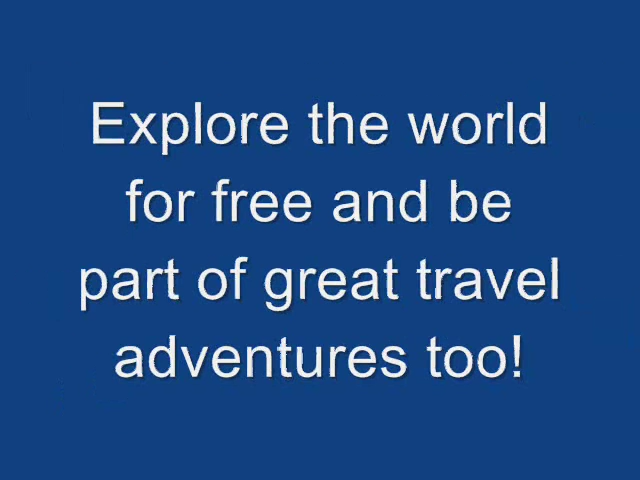 Explore the world
for free and be
part of great travel
adventures too!